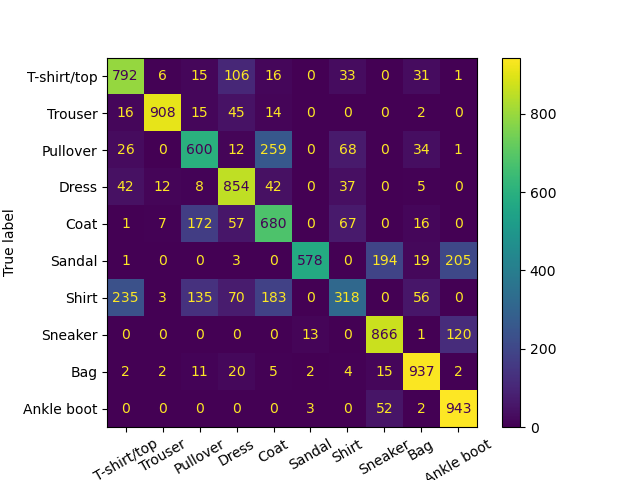 T-shirt/top 792 6 15 106 16 0 33 0 31 1
Trouser 16 908 15 45 14 0 0 0 2 0
Pullover 26 0 600 12 259 0 68 0 34 1
Dress 42 12 8 854 42 0 37 0 5 0
Coat 1 7 172 57 680 0 67 0 16 0
Sandal 1 0 0 3 0 578 0 194 19 205
Shirt 235 3 135 70 183 0 318 0 56 0
Sneaker 0 0 0 0 0 13 0 866 1 120
Bag 2 2 11 20 5 2 4 15 937 2
Ankle boot 0 0 0 0 0 3 0 52 2 943
T-shirt/top Trouser Pullover Dress Coat Sandal Shirt Sneaker Bag Ankle boot
True label
800
600
400
200
0